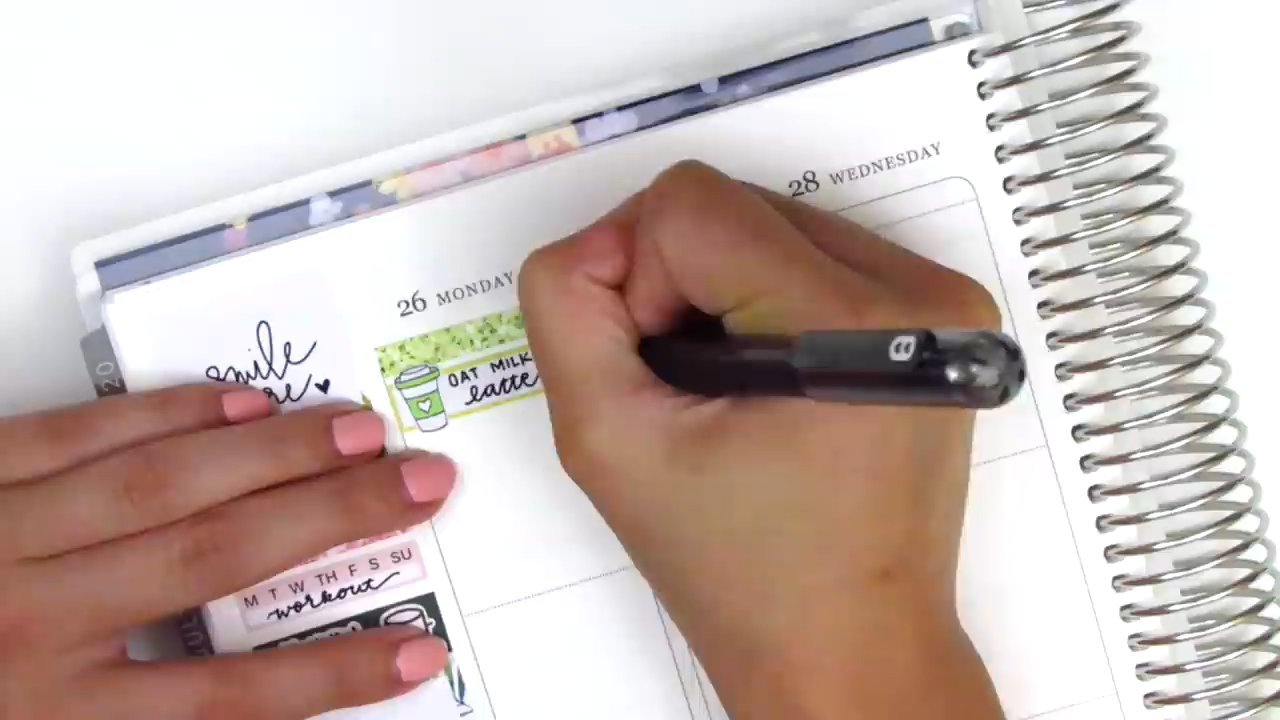 28 WEDNESDAY
26 MONDAY
OAT MILK
latte
smile
20
M T W TH F S SU
workout